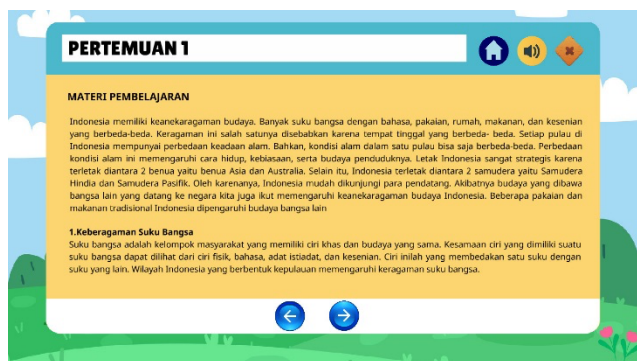 PERTEMUAN 1
MATERI PEMBELAJARAN
Indonesia memiliki keanekaragaman budaya. Banyak suku bangsa dengan bahasa, pakaian, rumah, makanan, dan kesenian
yang berbeda-beda. Keragaman ini salah satunya disebabkan karena tempat tinggal yang berbeda- beda. Setiap pulau di
Indonesia mempunyai perbedaan keadaan alam. Bahkan, kondisi alam dalam satu pulau bisa saja berbeda-beda. Perbedaan
kondisi alam ini memengaruhi cara hidup, kebiasaan, serta budaya penduduknya. Letak Indonesia sangat strategis karena
terletak diantara 2 benua yaitu benua Asia dan Australia. Selain itu, Indonesia terletak diantara 2 samudera yaitu Samudera
Hindia dan Samudera Pasifik. Oleh karenanya, Indonesia mudah dikunjungi para pendatang. Akibatnya budaya yang dibawa
bangsa lain yang datang ke negara kita juga ikut memengaruhi keanekaragaman budaya Indonesia. Beberapa pakaian dan
makanan tradisional Indonesia dipengaruhi budaya bangsa lain
1.Keberagaman Suku Bangsa
Suku bangsa adalah kelompok masyarakat yang memiliki ciri khas dan budaya yang sama. Kesamaan ciri yang dimiliki suatu
suku bangsa dapat dilihat dari ciri fisik, bahasa, adat istiadat, dan kesenian. Ciri inilah yang membedakan satu suku dengan
suku yang lain. Wilayah Indonesia yang berbentuk kepulauan memengaruhi keragaman suku bangsa.